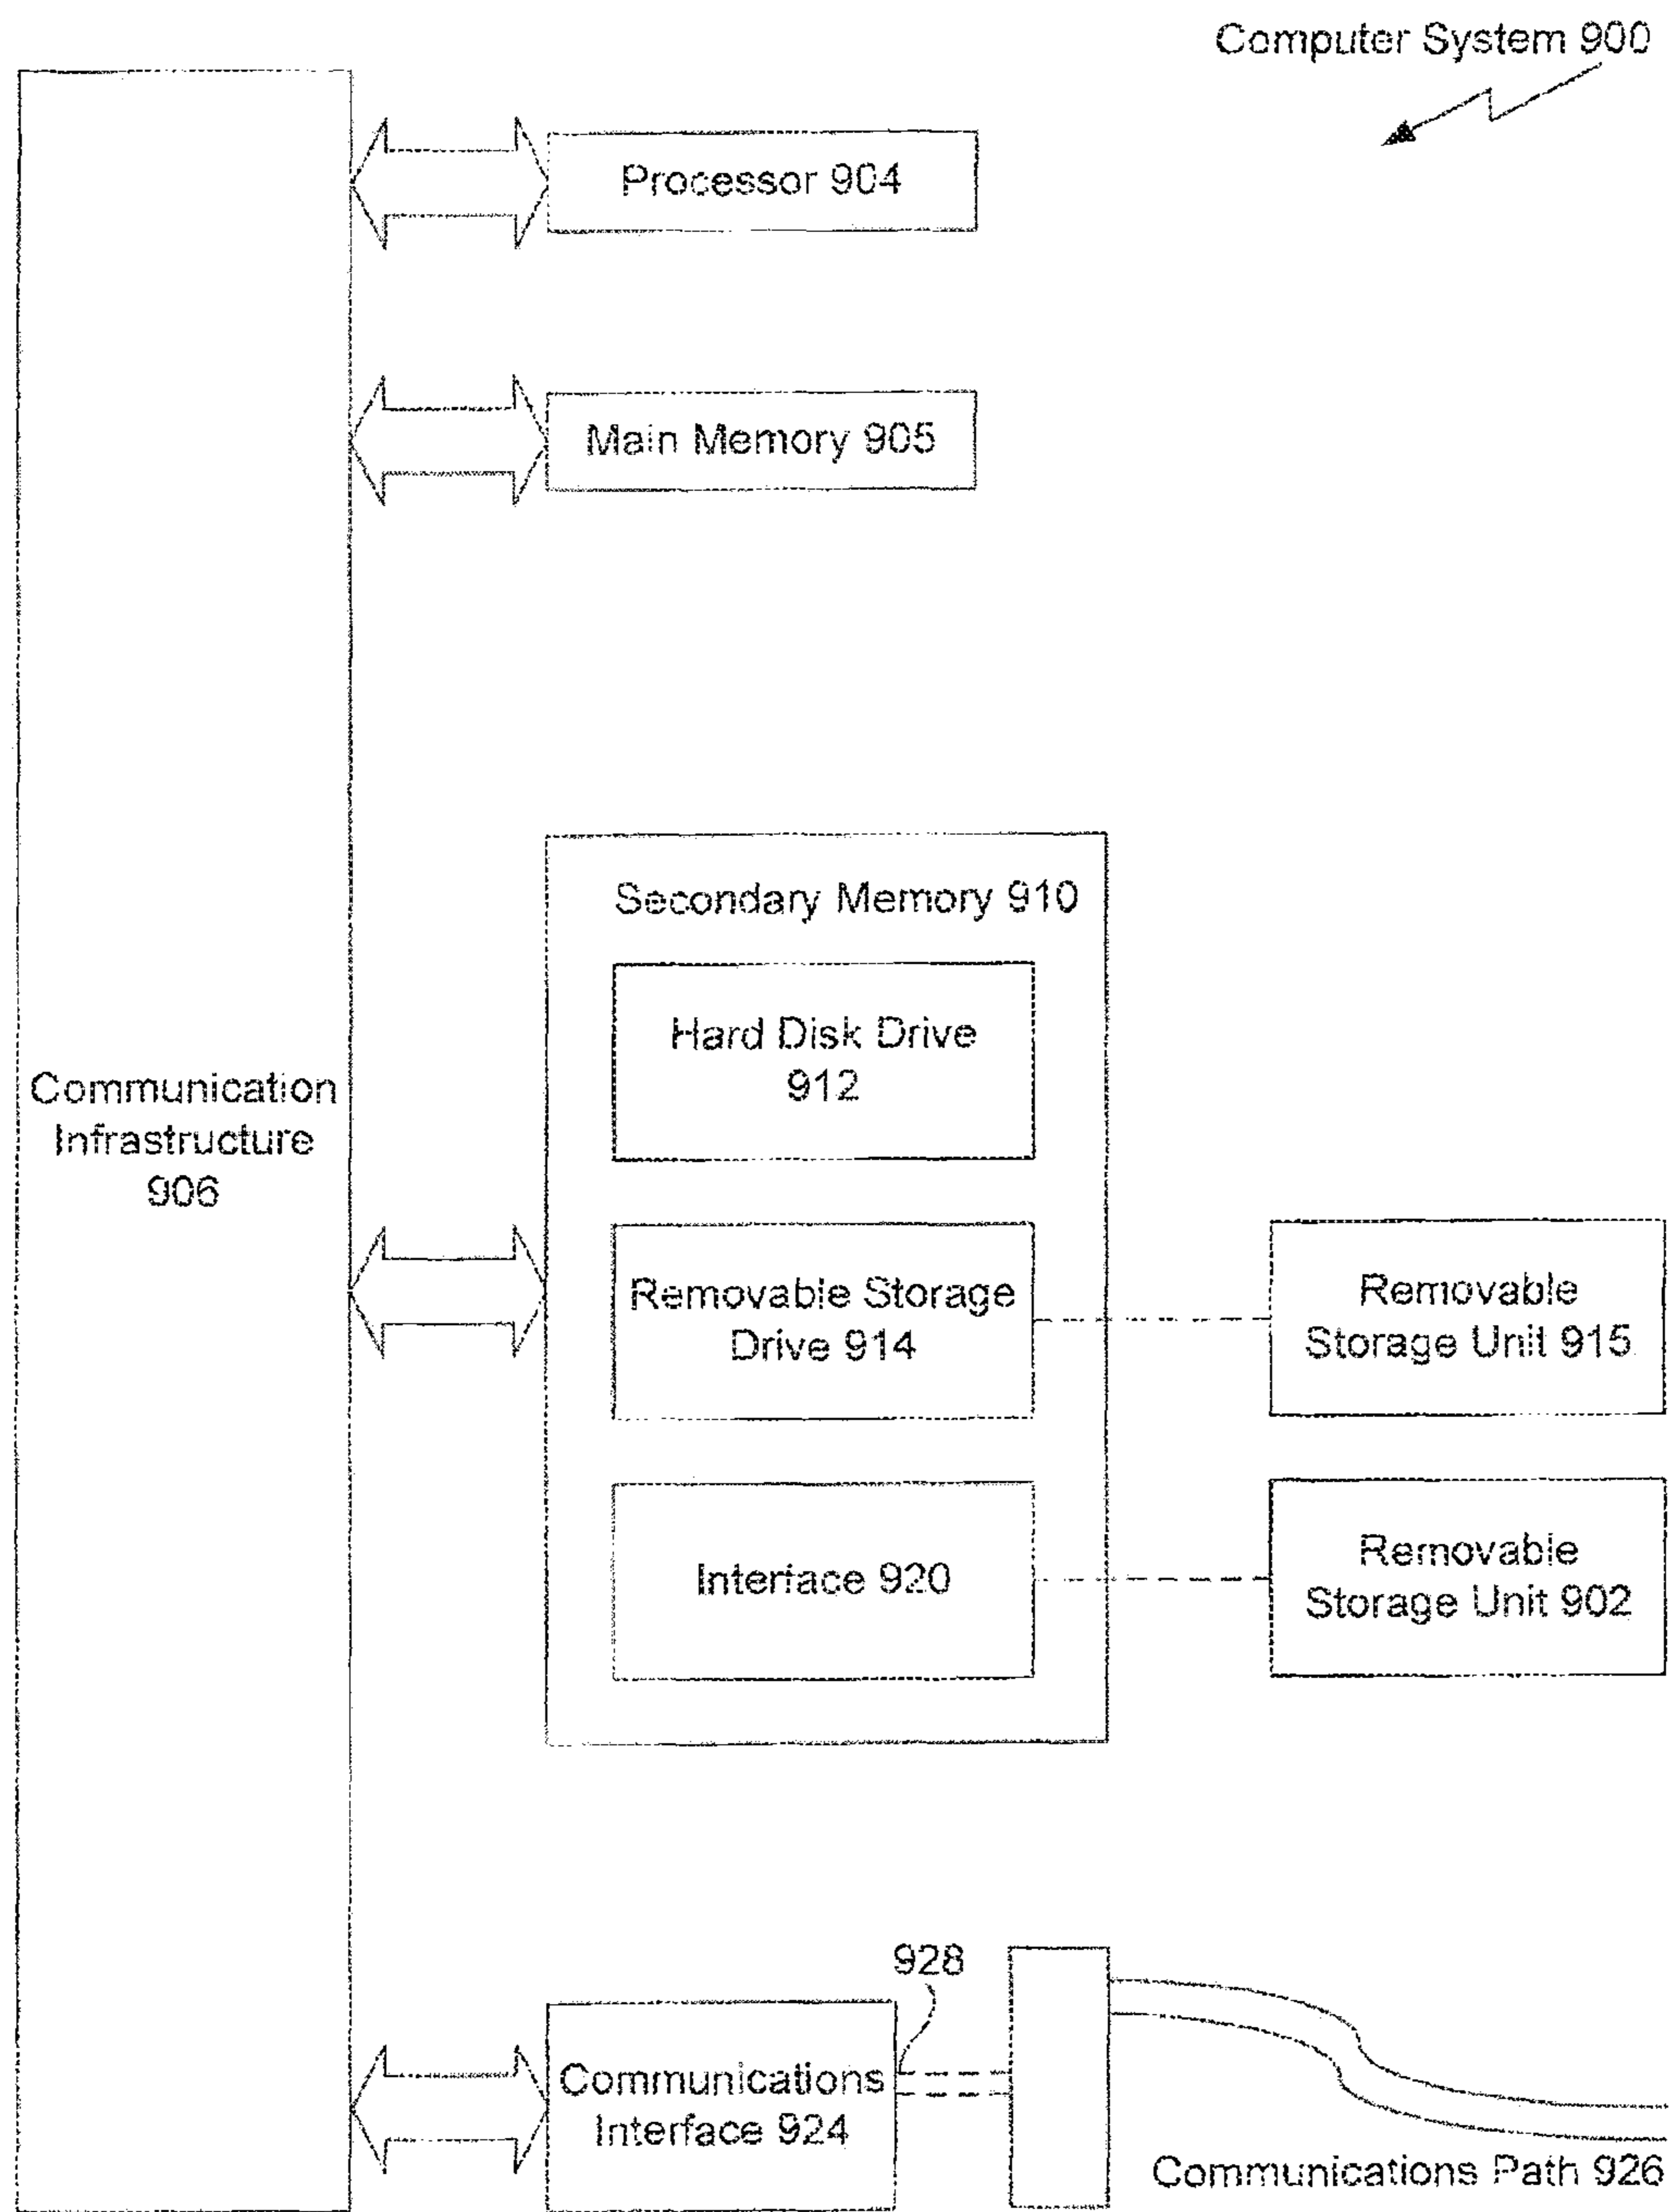 Computer System 900
Processor 904
Main Memory 905
Secondary Memory 910
Hard Disk Drive
912
Communication
Infrastructure
906
Removable Storage
Drive 914
Removable
Storage Unit 915
Interface 920
Removable
Storage Unit 902
928
Communications
Interface 924
Communications Path 926